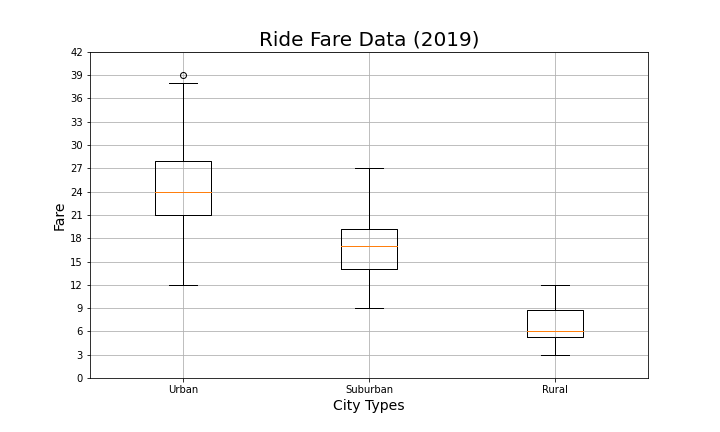 Ride Fare Data (2019)
42
39
36
33
30
27
24
21
18
15
12
9
6
3
0
Fare
Urban
Suburban
Rural
City Types